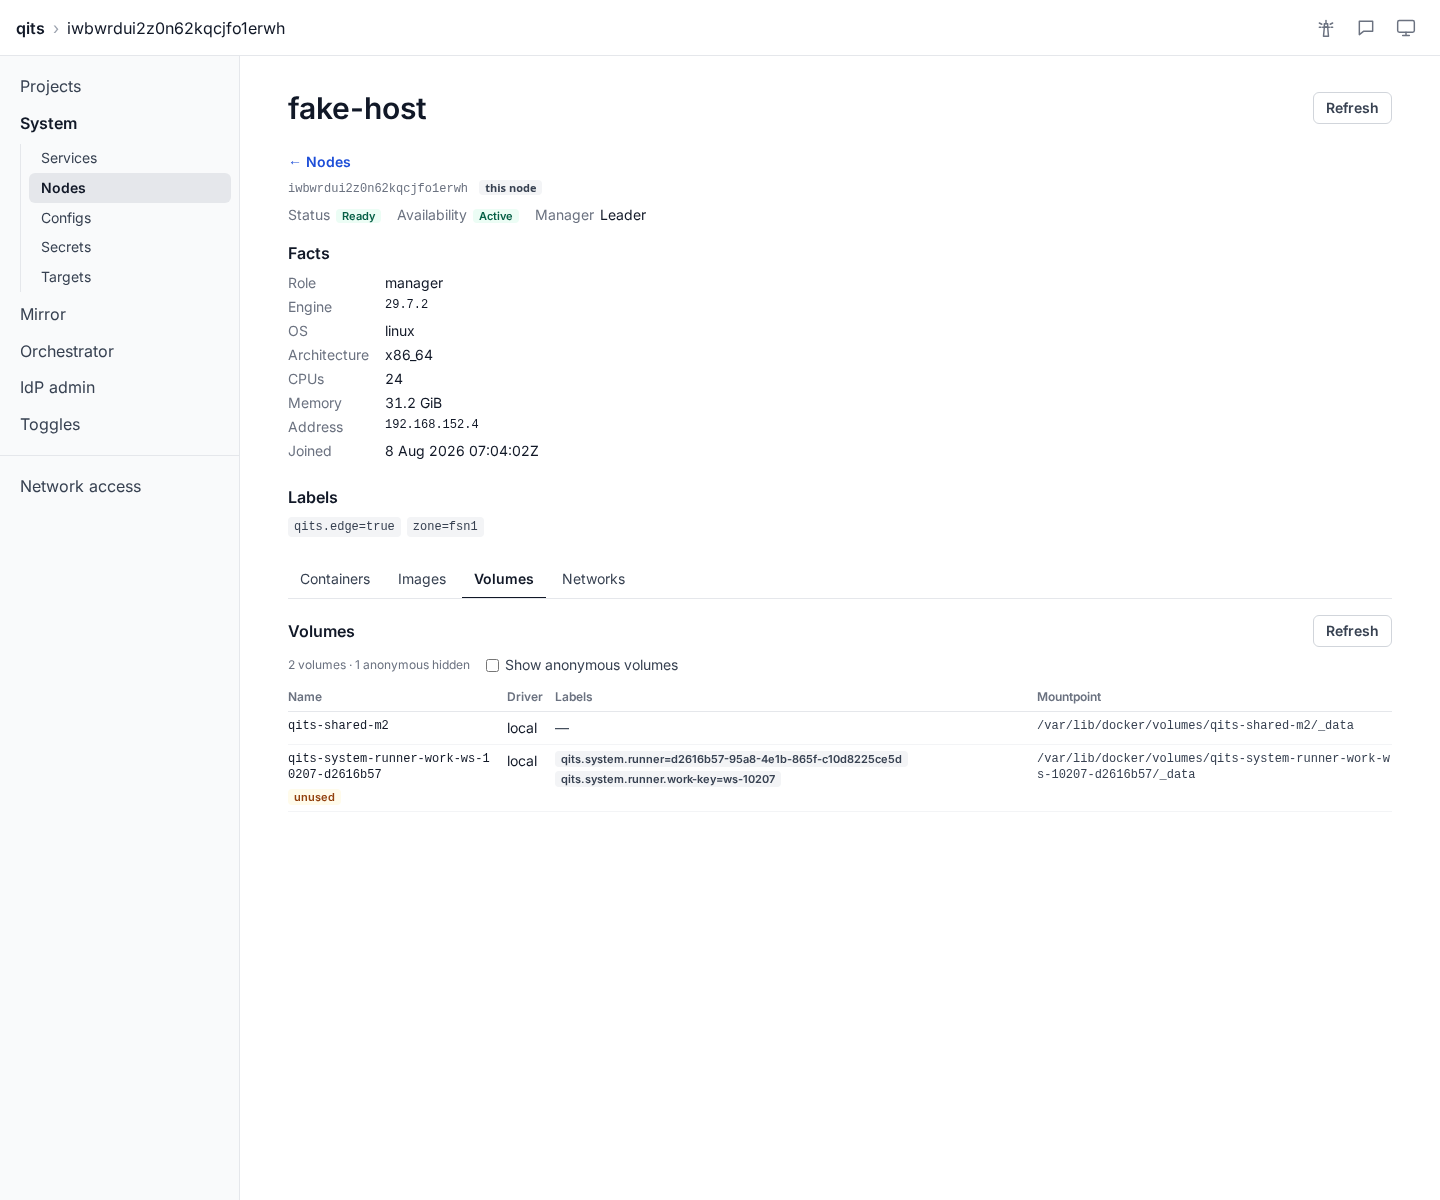 qits › iwbwrdui2z0n62kqcjfo1erwh
Projects
System
Services
Nodes
Configs
Secrets
Targets
Mirror
Orchestrator
IdP admin
Toggles
Network access
fake-host
Refresh
← Nodes
iwbwrdui2z0n62kqcjfo1erwh this node
Status Ready Availability Active Manager Leader
Facts
Role manager
Engine 29.7.2
OS linux
Architecture x86_64
CPUs 24
Memory 31.2 GiB
Address 192.168.152.4
Joined 8 Aug 2026 07:04:02Z
Labels
qits.edge=true zone=fsn1
Containers Images Volumes Networks
Volumes
Refresh
2 volumes · 1 anonymous hidden Show anonymous volumes
Name Driver Labels Mountpoint
qits-shared-m2 local — /var/lib/docker/volumes/qits-shared-m2/_data
qits-system-runner-work-ws-1 local qits.system.runner=d2616b57-95a8-4e1b-865f-c10d8225ce5d /var/lib/docker/volumes/qits-system-runner-work-w
0207-d2616b57 qits.system.runner.work-key=ws-10207 s-10207-d2616b57/_data
unused